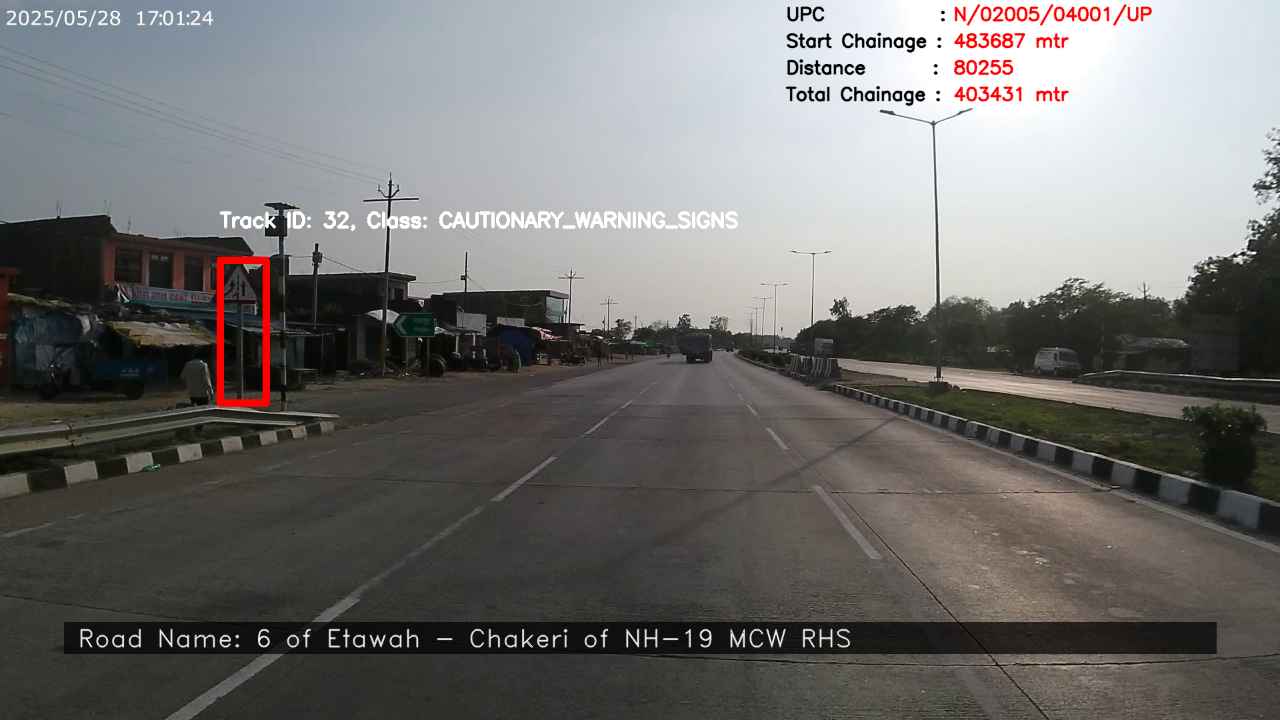 2025/05/28 17:01:24
UPC : N/02005/04001/UP
Start Chainage : 483687 mtr
Distance : 80255
Total Chainage : 403431 mtr
Track ID: 32, Class: CAUTIONARY_WARNING_SIGNS
Road Name: 6 of Etawah - Chakeri of NH-19 MCW RHS